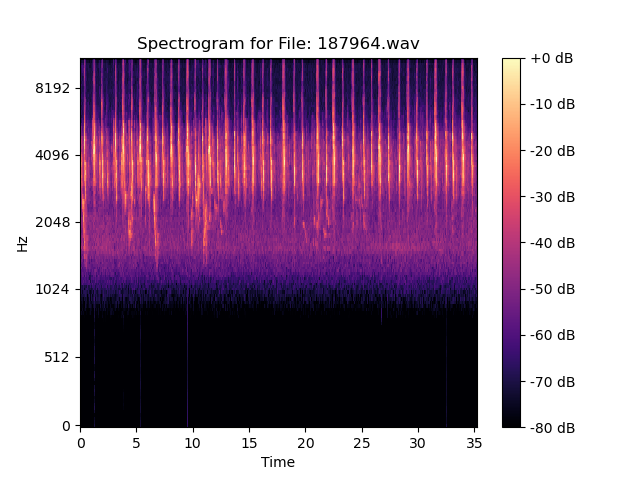 Spectrogram for File: 187964.wav
8192
4096
2048
1024
512
0
Hz
0 5 10 15 20 25 30 35
Time
+0 dB
-10 dB
-20 dB
-30 dB
-40 dB
-50 dB
-60 dB
-70 dB
-80 dB